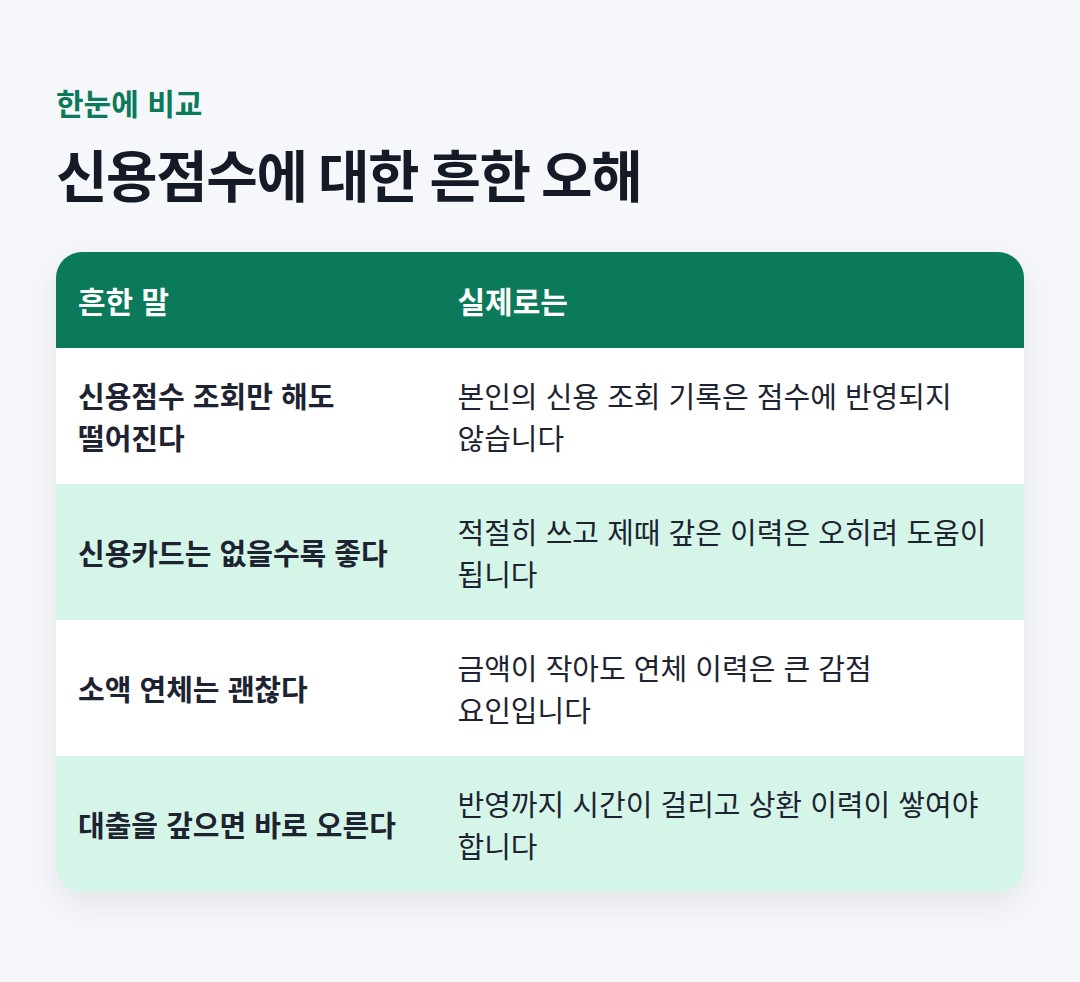 한눈에 비교
신용점수에 대한 흔한 오해
흔한 말
실제로는
신용점수 조회만 해도
떨어진다
본인의 신용 조회 기록은 점수에 반영되지
않습니다
신용카드는 없을수록 좋다
적절히 쓰고 제때 갚은 이력은 오히려 도움이
됩니다
소액 연체는 괜찮다
금액이 작아도 연체 이력은 큰 감점
요인입니다
대출을 갚으면 바로 오른다
반영까지 시간이 걸리고 상환 이력이 쌓여야
합니다